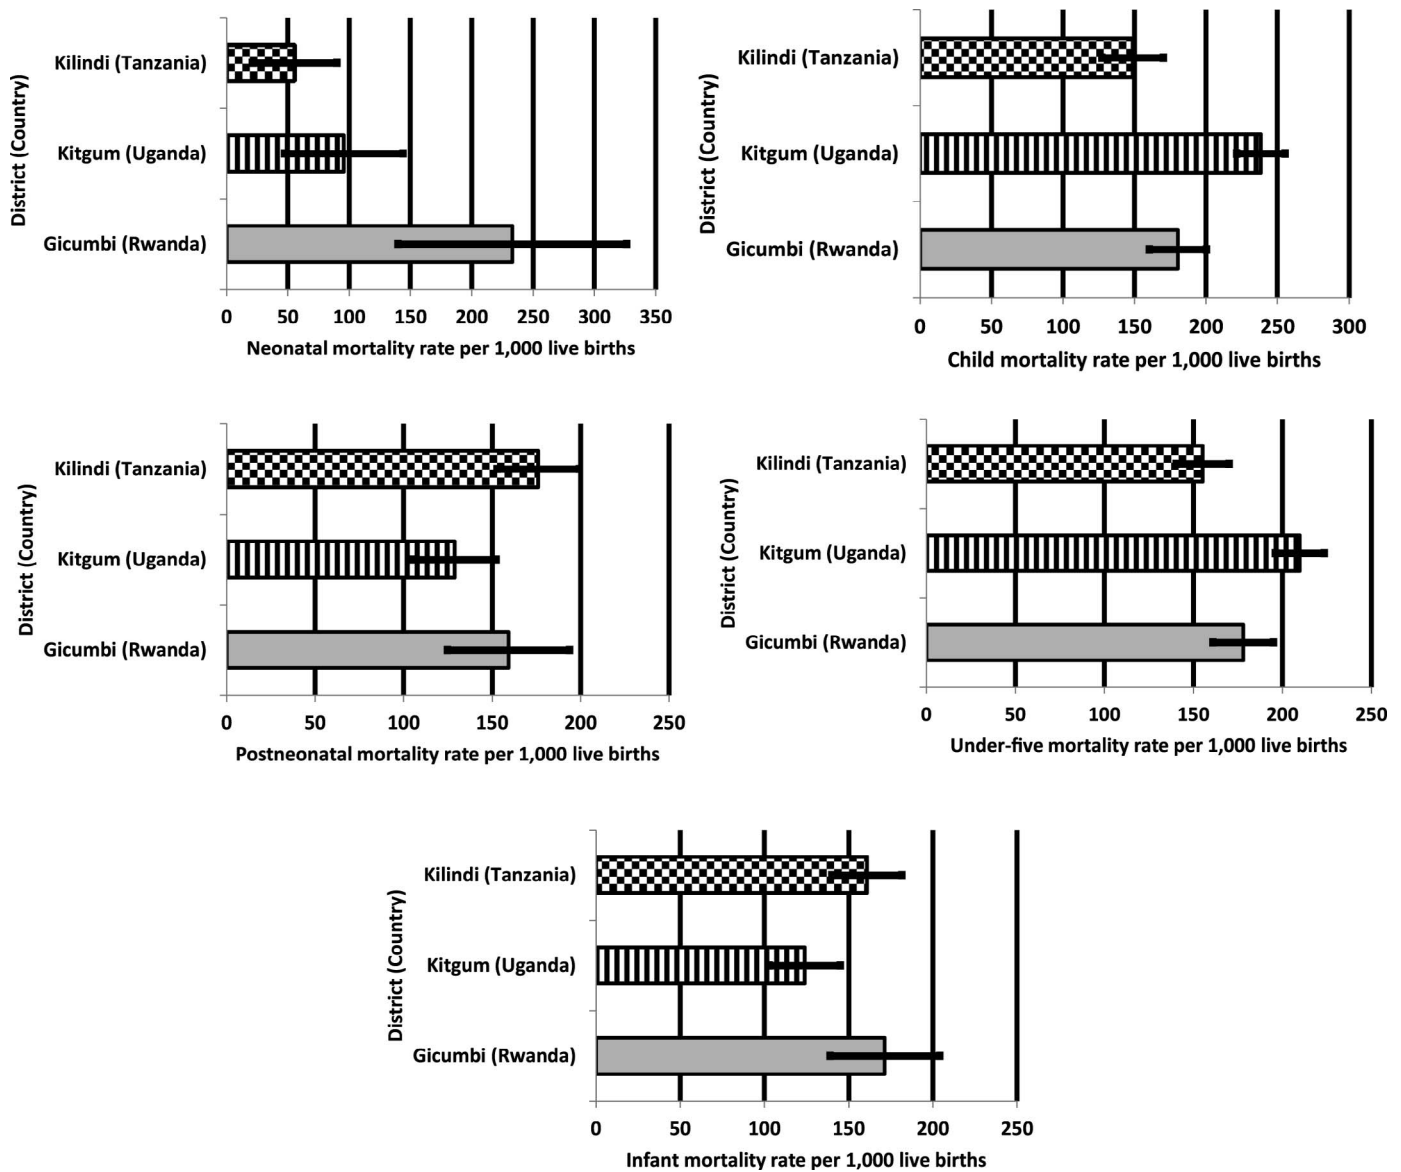 District (Country)
Kilindi (Tanzania)
Kitgum (Uganda)
Gicumbi (Rwanda)
0 50 100 150 200 250 300 350
Neonatal mortality rate per 1,000 live births
District (Country)
Kilindi (Tanzania)
Kitgum (Uganda)
Gicumbi (Rwanda)
0 50 100 150 200 250 300
Child mortality rate per 1,000 live births
District (Country)
Kilindi (Tanzania)
Kitgum (Uganda)
Gicumbi (Rwanda)
0 50 100 150 200 250
Postneonatal mortality rate per 1,000 live births
District (Country)
Kilindi (Tanzania)
Kitgum (Uganda)
Gicumbi (Rwanda)
0 50 100 150 200 250
Under-five mortality rate per 1,000 live births
District (Country)
Kilindi (Tanzania)
Kitgum (Uganda)
Gicumbi (Rwanda)
0 50 100 150 200 250
Infant mortality rate per 1,000 live births